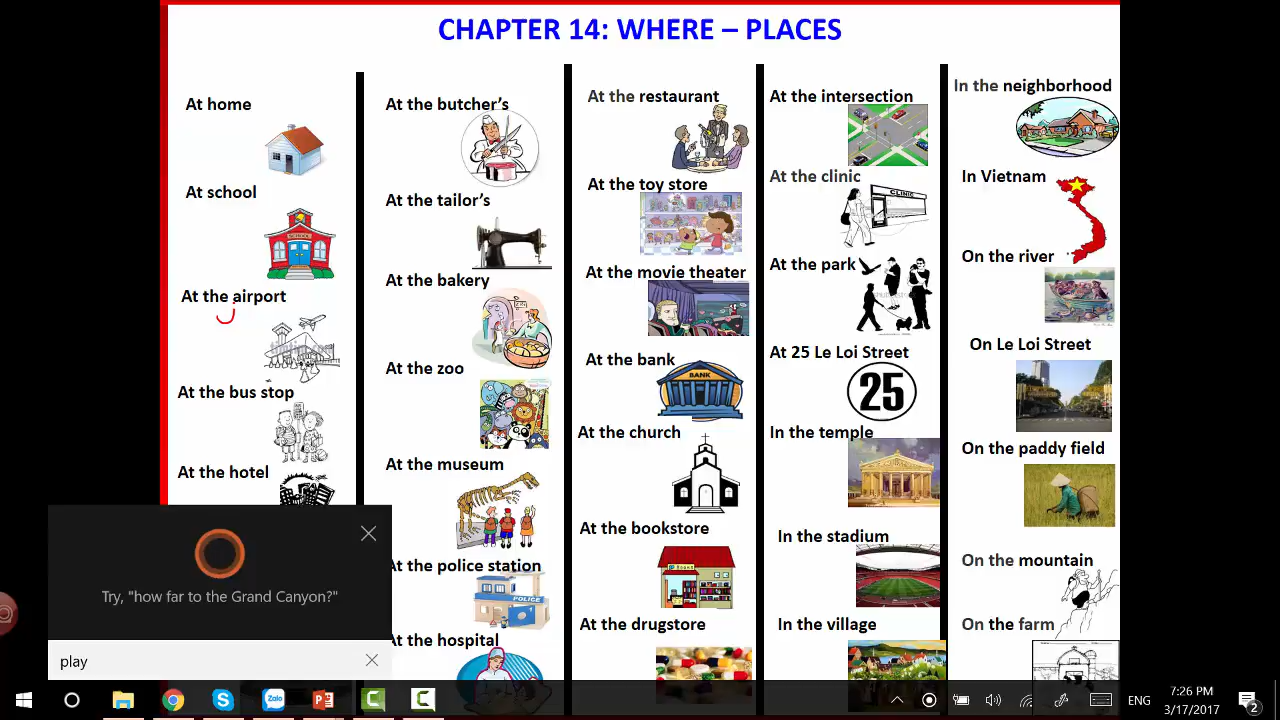 CHAPTER 14: WHERE – PLACES
At home
At school
SCHOOL
At the airport
At the bus stop
At the hotel
At the butcher's
At the tailor's
At the bakery
At the zoo
At the museum
At the police station
POLICE
At the hospital
At the restaurant
At the toy store
At the movie theater
At the bank
BANK
At the church
At the bookstore
At the drugstore
At the intersection
At the clinic
CLINIC
At the park
At 25 Le Loi Street
25
In the temple
In the stadium
In the village
In the neighborhood
In Vietnam
On the river
On Le Loi Street
On the paddy field
On the mountain
On the farm
Try, "how far to the Grand Canyon?"
play
Zalo
ENG
7:26 PM
3/17/2017
2